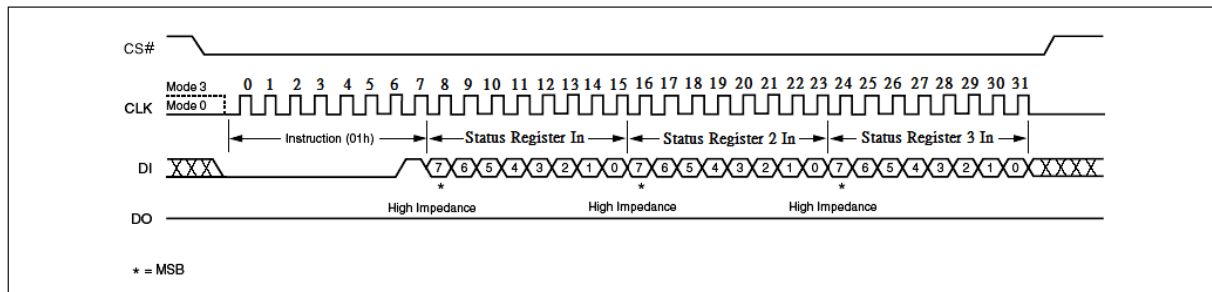 CS#
Mode 3
0 1 2 3 4 5 6 7 8 9 10 11 12 13 14 15 16 17 18 19 20 21 22 23 24 25 26 27 28 29 30 31
CLK
Mode 0
Instruction (01h)
Status Register In
Status Register 2 In
Status Register 3 In
DI
7 6 5 4 3 2 1 0 7 6 5 4 3 2 1 0 7 6 5 4 3 2 1 0
* * *
High Impedance
High Impedance
High Impedance
DO
* = MSB